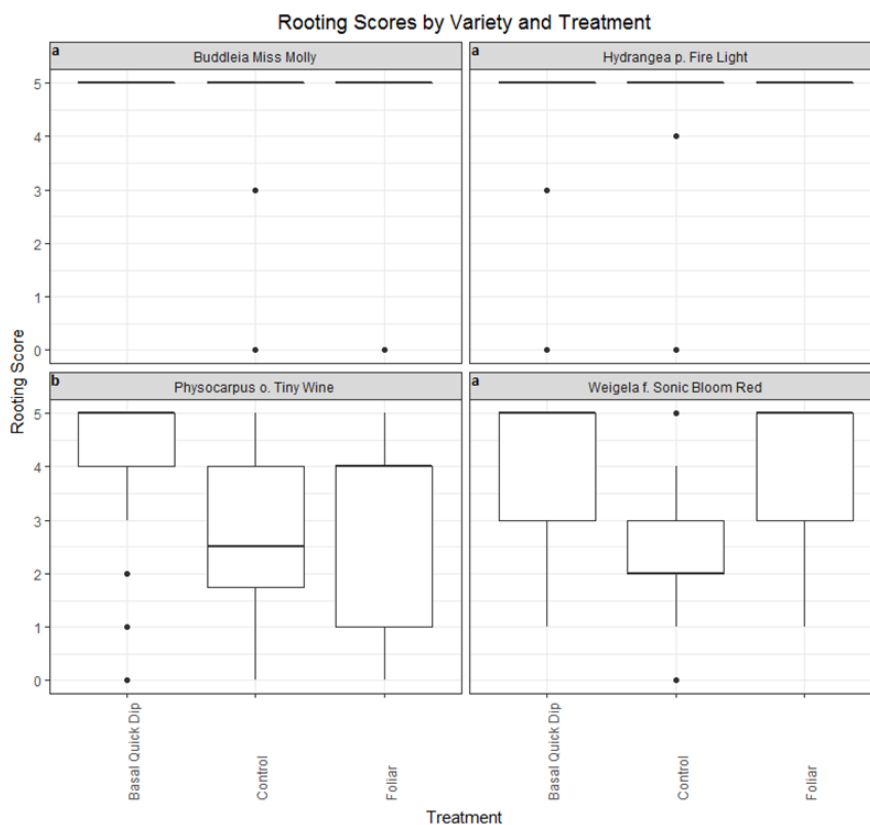 Rooting Scores by Variety and Treatment
a
Buddleia Miss Molly
a
Hydrangea p. Fire Light
5
4
3
2
1
0
b
Physocarpus o. Tiny Wine
a
Weigela f. Sonic Bloom Red
5
4
3
2
1
0
Rooting Score
Basal Quick Dip
Control
Foliar
Basal Quick Dip
Control
Foliar
Treatment